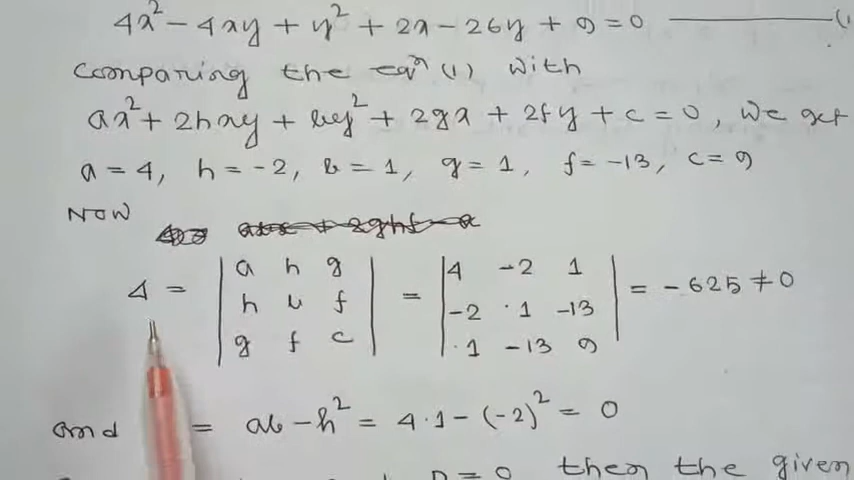 4x² - 4xy + y² + 2x - 26y + 9 = 0 ———(1
Comparing the eqⁿ (1) with
ax² + 2hxy + by² + 2gx + 2fy + c = 0, We get
a = 4, h = -2, b = 1, g = 1, f = -13, c = 9
Now
Δ = | a h g | = | 4 -2 1 | = -625 ≠ 0
| h b f | | -2 1 -13 |
| g f c | | 1 -13 9 |
and = ab - h² = 4·1 - (-2)² = 0
D = 0 then the given